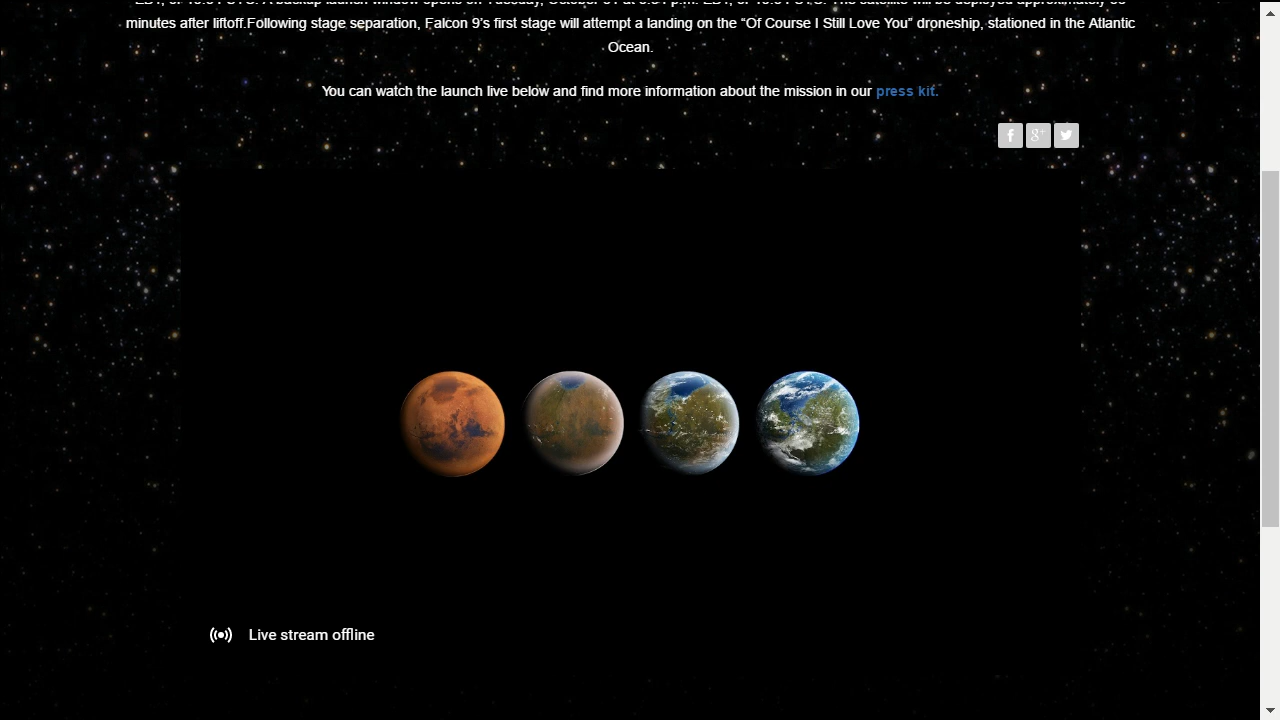 minutes after liftoff.Following stage separation, Falcon 9's first stage will attempt a landing on the “Of Course I Still Love You” droneship, stationed in the Atlantic
Ocean.
You can watch the launch live below and find more information about the mission in our press kit.
f g+
Live stream offline